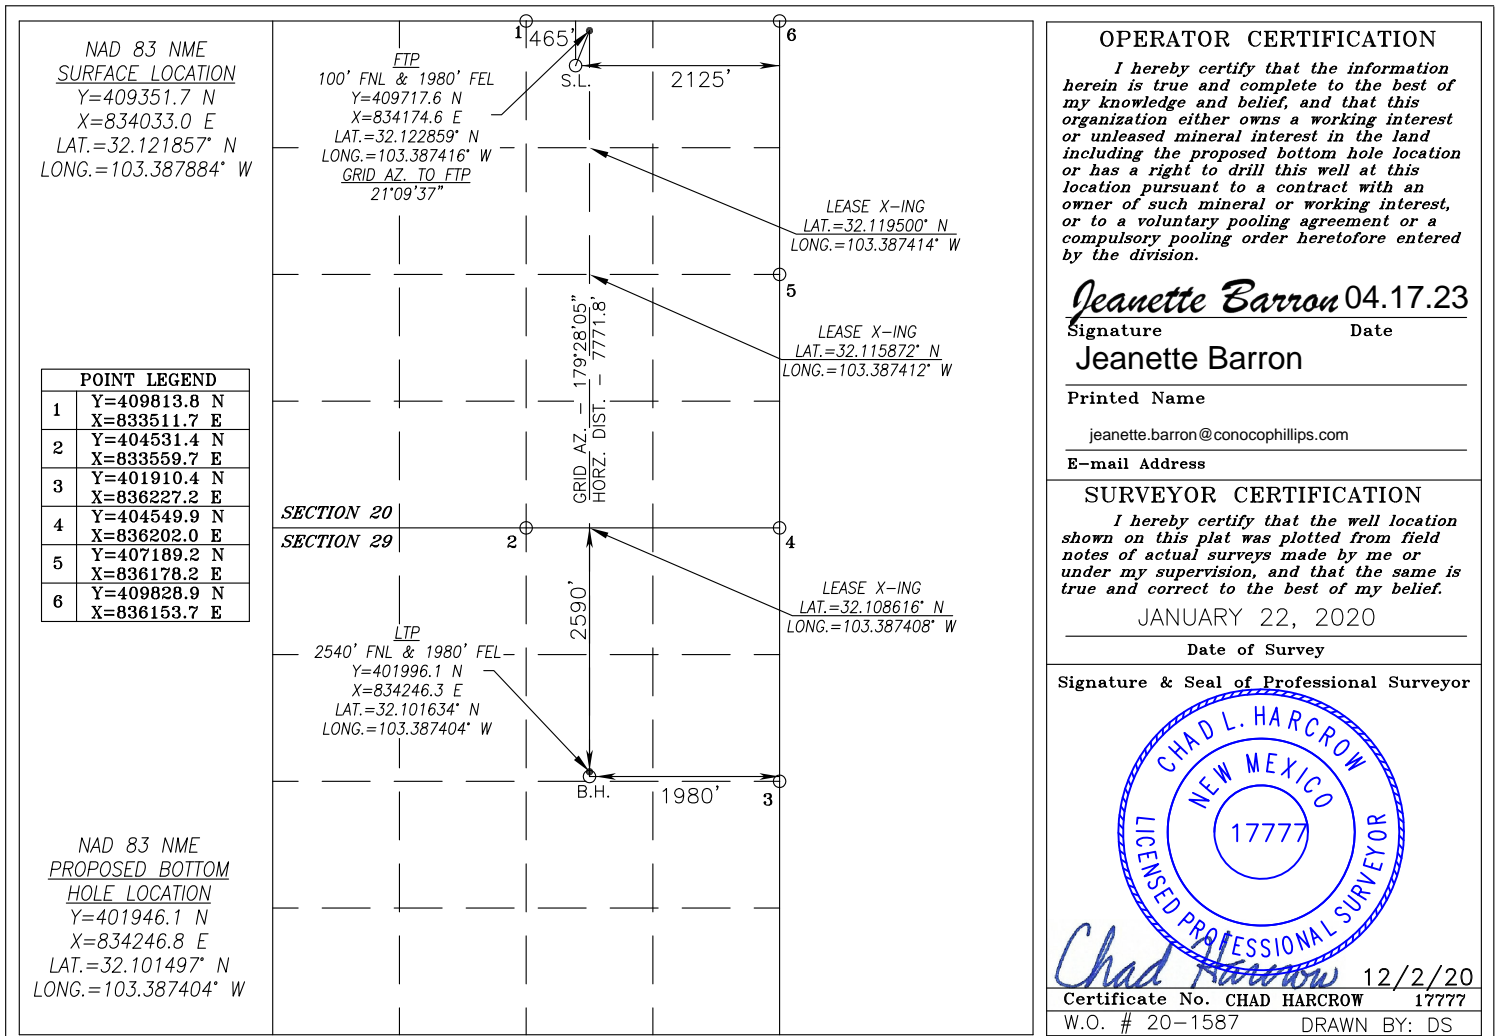 NAD 83 NME
SURFACE LOCATION
Y=409351.7 N
X=834033.0 E
LAT.=32.121857° N
LONG.=103.387884° W
POINT LEGEND
1 Y=409813.8 N
X=833511.7 E
2 Y=404531.4 N
X=833559.7 E
3 Y=401910.4 N
X=836227.2 E
4 Y=404549.9 N
X=836202.0 E
5 Y=407189.2 N
X=836178.2 E
6 Y=409828.9 N
X=836153.7 E
NAD 83 NME
PROPOSED BOTTOM
HOLE LOCATION
Y=401946.1 N
X=834246.8 E
LAT.=32.101497° N
LONG.=103.387404° W
1
465'
6
FTP
100' FNL & 1980' FEL
Y=409717.6 N
X=834174.6 E
LAT.=32.122859° N
LONG.=103.387416° W
GRID AZ. TO FTP
21°09'37"
S.L.
2125'
LEASE X-ING
LAT.=32.119500° N
LONG.=103.387414° W
5
LEASE X-ING
LAT.=32.115872° N
LONG.=103.387412° W
GRID AZ. - 179°28'05"
HORZ. DIST. - 7771.8'
SECTION 20
SECTION 29
2
4
2590'
LEASE X-ING
LAT.=32.108616° N
LONG.=103.387408° W
LTP
2540' FNL & 1980' FEL
Y=401996.1 N
X=834246.3 E
LAT.=32.101634° N
LONG.=103.387404° W
B.H.
1980'
3
OPERATOR CERTIFICATION
I hereby certify that the information
herein is true and complete to the best of
my knowledge and belief, and that this
organization either owns a working interest
or unleased mineral interest in the land
including the proposed bottom hole location
or has a right to drill this well at this
location pursuant to a contract with an
owner of such mineral or working interest,
or to a voluntary pooling agreement or a
compulsory pooling order heretofore entered
by the division.
Jeanette Barron 04.17.23
Signature Date
Jeanette Barron
Printed Name
jeanette.barron@conocophillips.com
E-mail Address
SURVEYOR CERTIFICATION
I hereby certify that the well location
shown on this plat was plotted from field
notes of actual surveys made by me or
under my supervision, and that the same is
true and correct to the best of my belief.
JANUARY 22, 2020
Date of Survey
Signature & Seal of Professional Surveyor
CHAD L. HARCROW
NEW MEXICO
17777
LICENSED PROFESSIONAL SURVEYOR
Chad Harcrow 12/2/20
Certificate No. CHAD HARCROW 17777
W.O. # 20-1587 DRAWN BY: DS